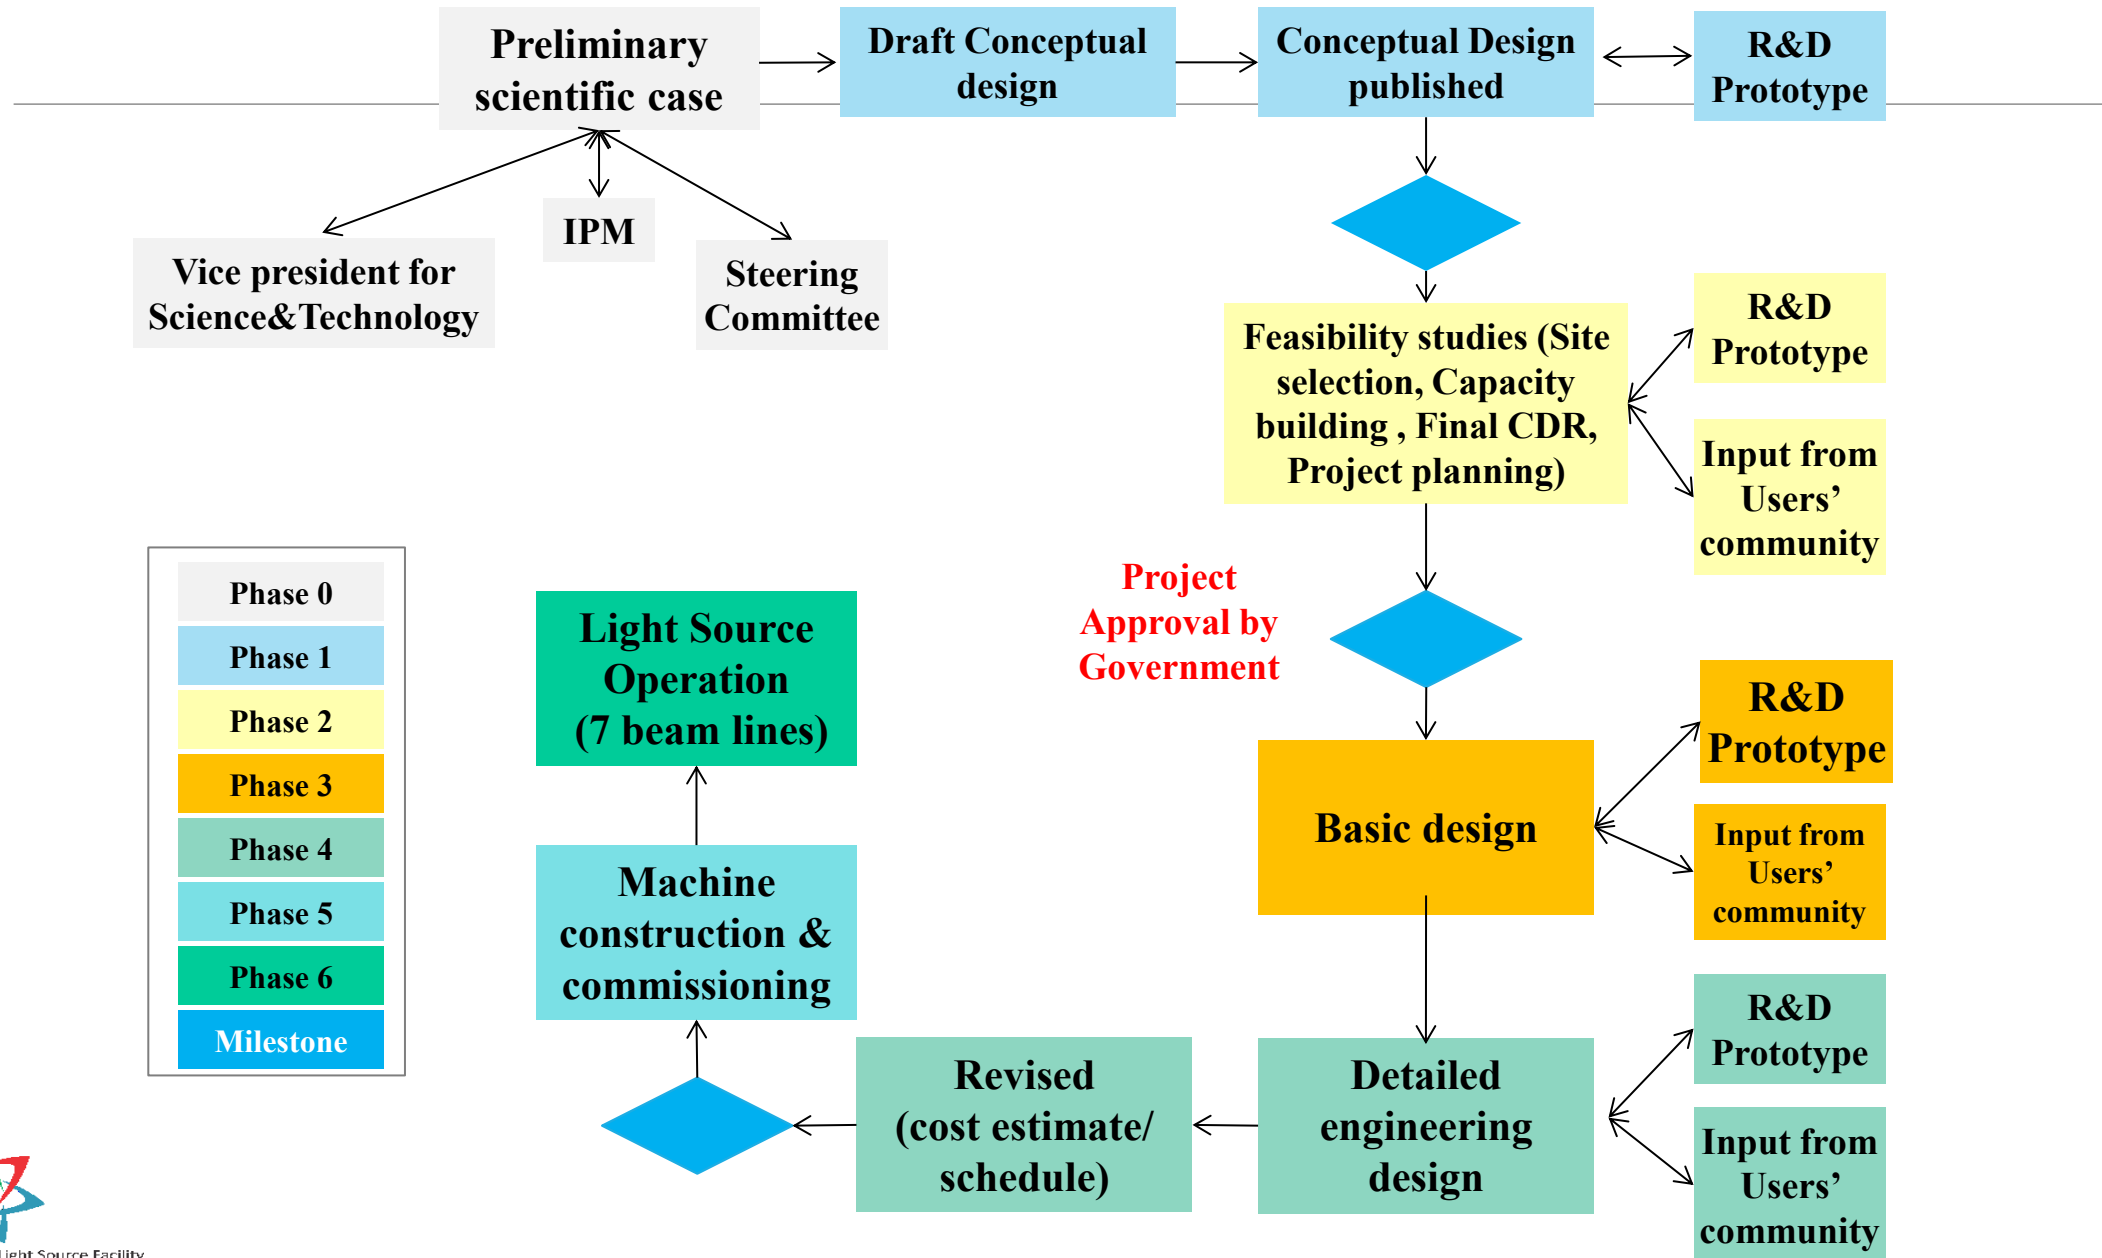 Preliminary
scientific case
Draft Conceptual
design
Conceptual Design
published
R&D
Prototype
Vice president for
Science&Technology
IPM
Steering
Committee
Feasibility studies (Site
selection, Capacity
building , Final CDR,
Project planning)
R&D
Prototype
Input from
Users’
community
Project
Approval by
Government
Phase 0
Phase 1
Phase 2
Phase 3
Phase 4
Phase 5
Phase 6
Milestone
Light Source
Operation
(7 beam lines)
Basic design
R&D
Prototype
Input from
Users’
community
Machine
construction &
commissioning
Revised
(cost estimate/
schedule)
Detailed
engineering
design
R&D
Prototype
Input from
Users’
community
Light Source Facility